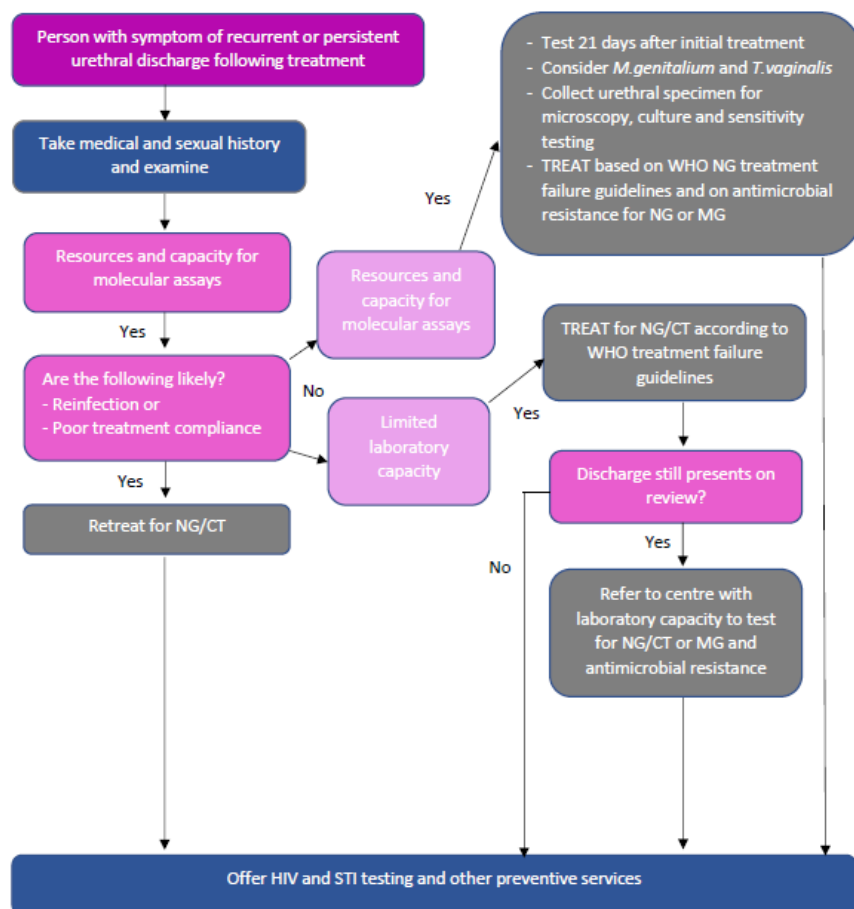 Person with symptom of recurrent or persistent
urethral discharge following treatment
Take medical and sexual history
and examine
Resources and capacity for
molecular assays
Yes
Are the following likely?
- Reinfection or
- Poor treatment compliance
Yes
Retreat for NG/CT
No
Resources and
capacity for
molecular assays
Yes
- Test 21 days after initial treatment
- Consider M.genitalium and T.vaginalis
- Collect urethral specimen for
microscopy, culture and sensitivity
testing
- TREAT based on WHO NG treatment
failure guidelines and on antimicrobial
resistance for NG or MG
Limited
laboratory
capacity
Yes
TREAT for NG/CT according to
WHO treatment failure
guidelines
Discharge still presents on
review?
No
Yes
Refer to centre with
laboratory capacity to test
for NG/CT or MG and
antimicrobial resistance
Offer HIV and STI testing and other preventive services